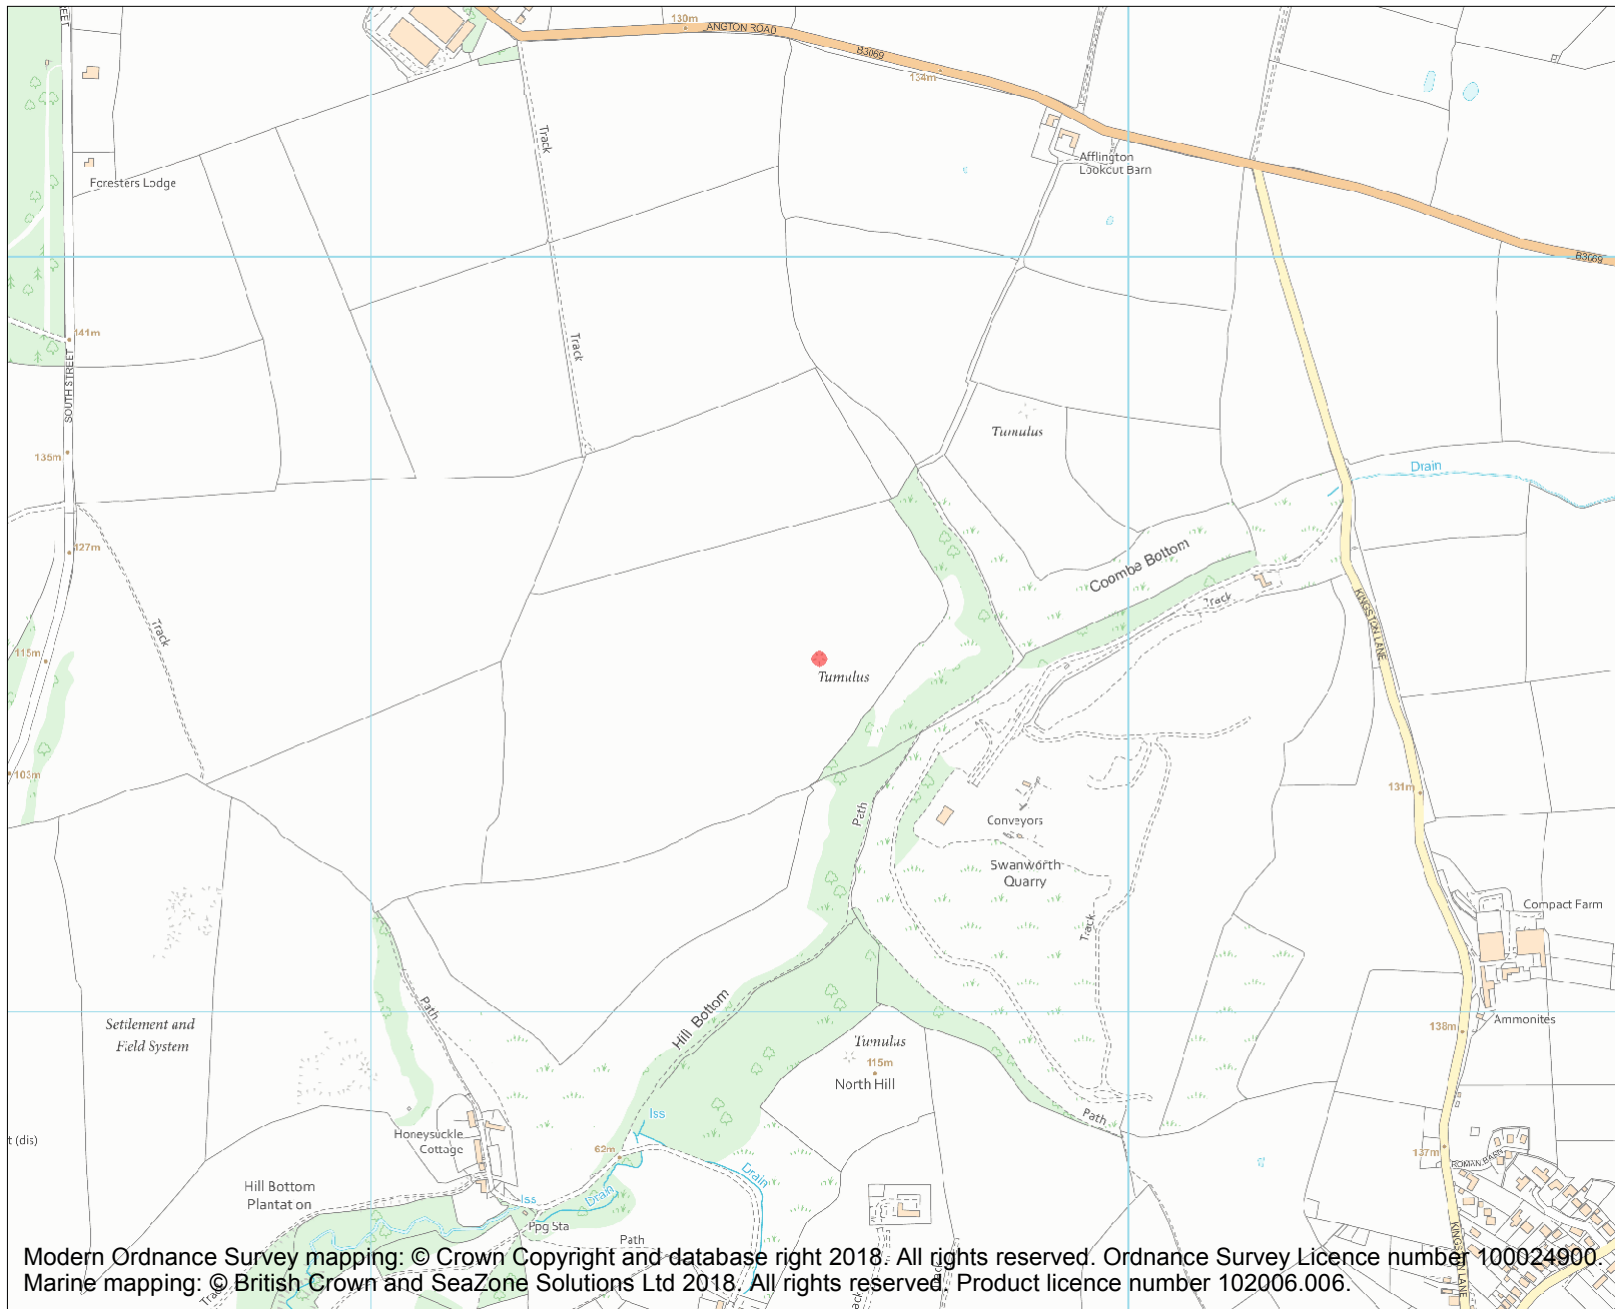 130m
ANGTON ROAD
B3069
134m
Track
Afflington
Lookout Barn
Foresters Lodge
B3069
141m
Track
SOUTH STREET
Tumulus
135m
Drain
127m
Coombe Bottom
Track
KINGSTON LANE
Track
115m
Tumulus
103m
131m
Path
Conveyors
Swanworth
Quarry
Compact Farm
Track
Path
Hill Bottom
Settlement and
Field System
Ammonites
138m
Tumulus
115m
North Hill
Iss
Path
t (dis)
Honeysuckle
Cottage
62m
137m
ROMAN BARN
Drain
Hill Bottom
Plantation
Iss
Drain
Ppg Sta
Path
KINGSTON LANE
Track
Modern Ordnance Survey mapping: © Crown Copyright and database right 2018. All rights reserved. Ordnance Survey Licence number 100024900.
Marine mapping: © British Crown and SeaZone Solutions Ltd 2018. All rights reserved. Product licence number 102006.006.